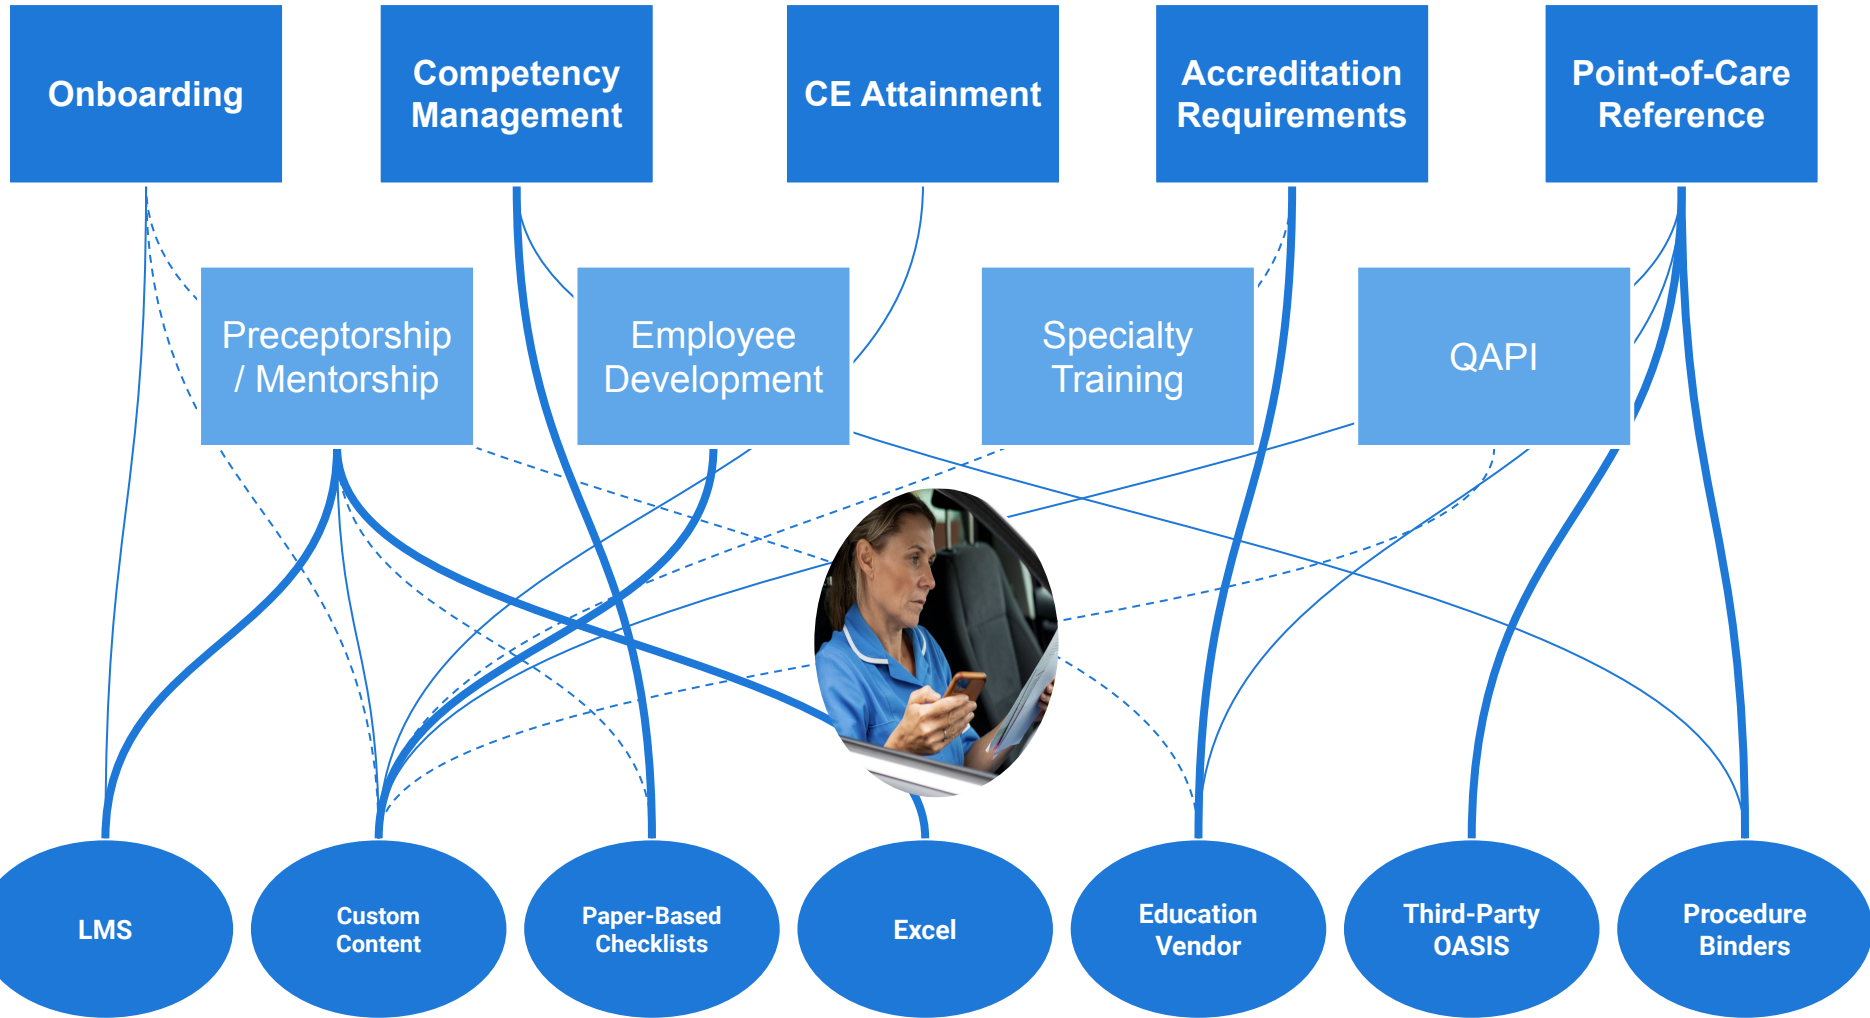 Onboarding
Competency
Management
CE Attainment
Accreditation
Requirements
Point-of-Care
Reference
Preceptorship
/ Mentorship
Employee
Development
Specialty
Training
QAPI
LMS
Custom
Content
Paper-Based
Checklists
Excel
Education
Vendor
Third-Party
OASIS
Procedure
Binders